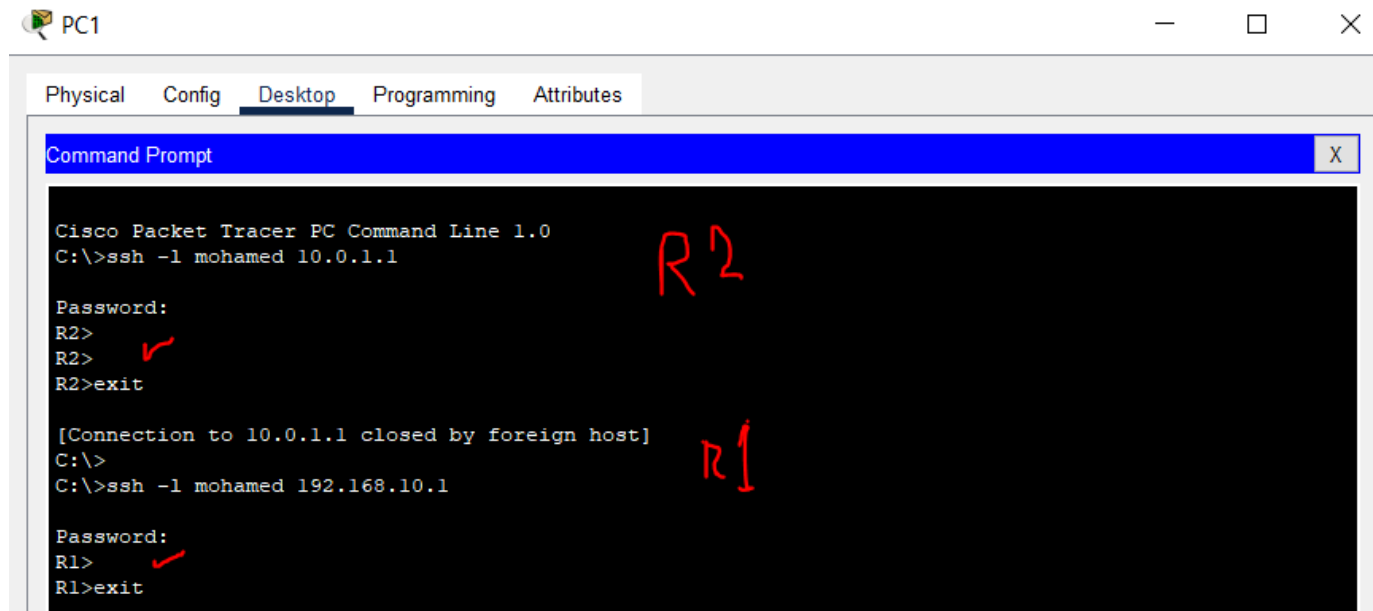 PC1
Physical Config Desktop Programming Attributes
Command Prompt
X
Cisco Packet Tracer PC Command Line 1.0
C:\>ssh -l mohamed 10.0.1.1
R2
Password:
R2>
R2>
R2>exit
[Connection to 10.0.1.1 closed by foreign host]
R1
C:\>
C:\>ssh -l mohamed 192.168.10.1
Password:
R1>
R1>exit